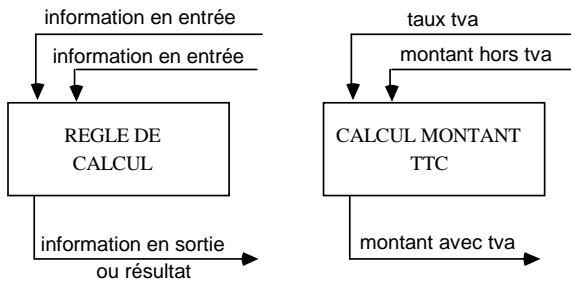 information en entrée
information en entrée
REGLE DE
CALCUL
information en sortie
ou résultat
taux tva
montant hors tva
CALCUL MONTANT
TTC
montant avec tva